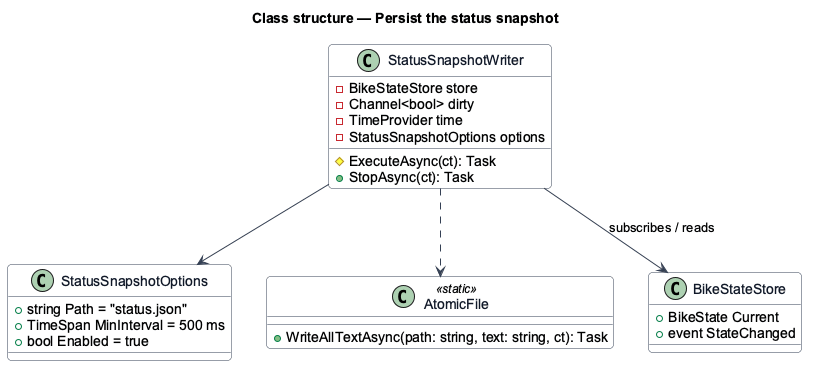 Class structure — Persist the status snapshot
C StatusSnapshotWriter
BikeStateStore store
Channel<bool> dirty
TimeProvider time
StatusSnapshotOptions options
ExecuteAsync(ct): Task
StopAsync(ct): Task
subscribes / reads
C StatusSnapshotOptions
string Path = "status.json"
TimeSpan MinInterval = 500 ms
bool Enabled = true
C «static»
AtomicFile
WriteAllTextAsync(path: string, text: string, ct): Task
C BikeStateStore
BikeState Current
event StateChanged